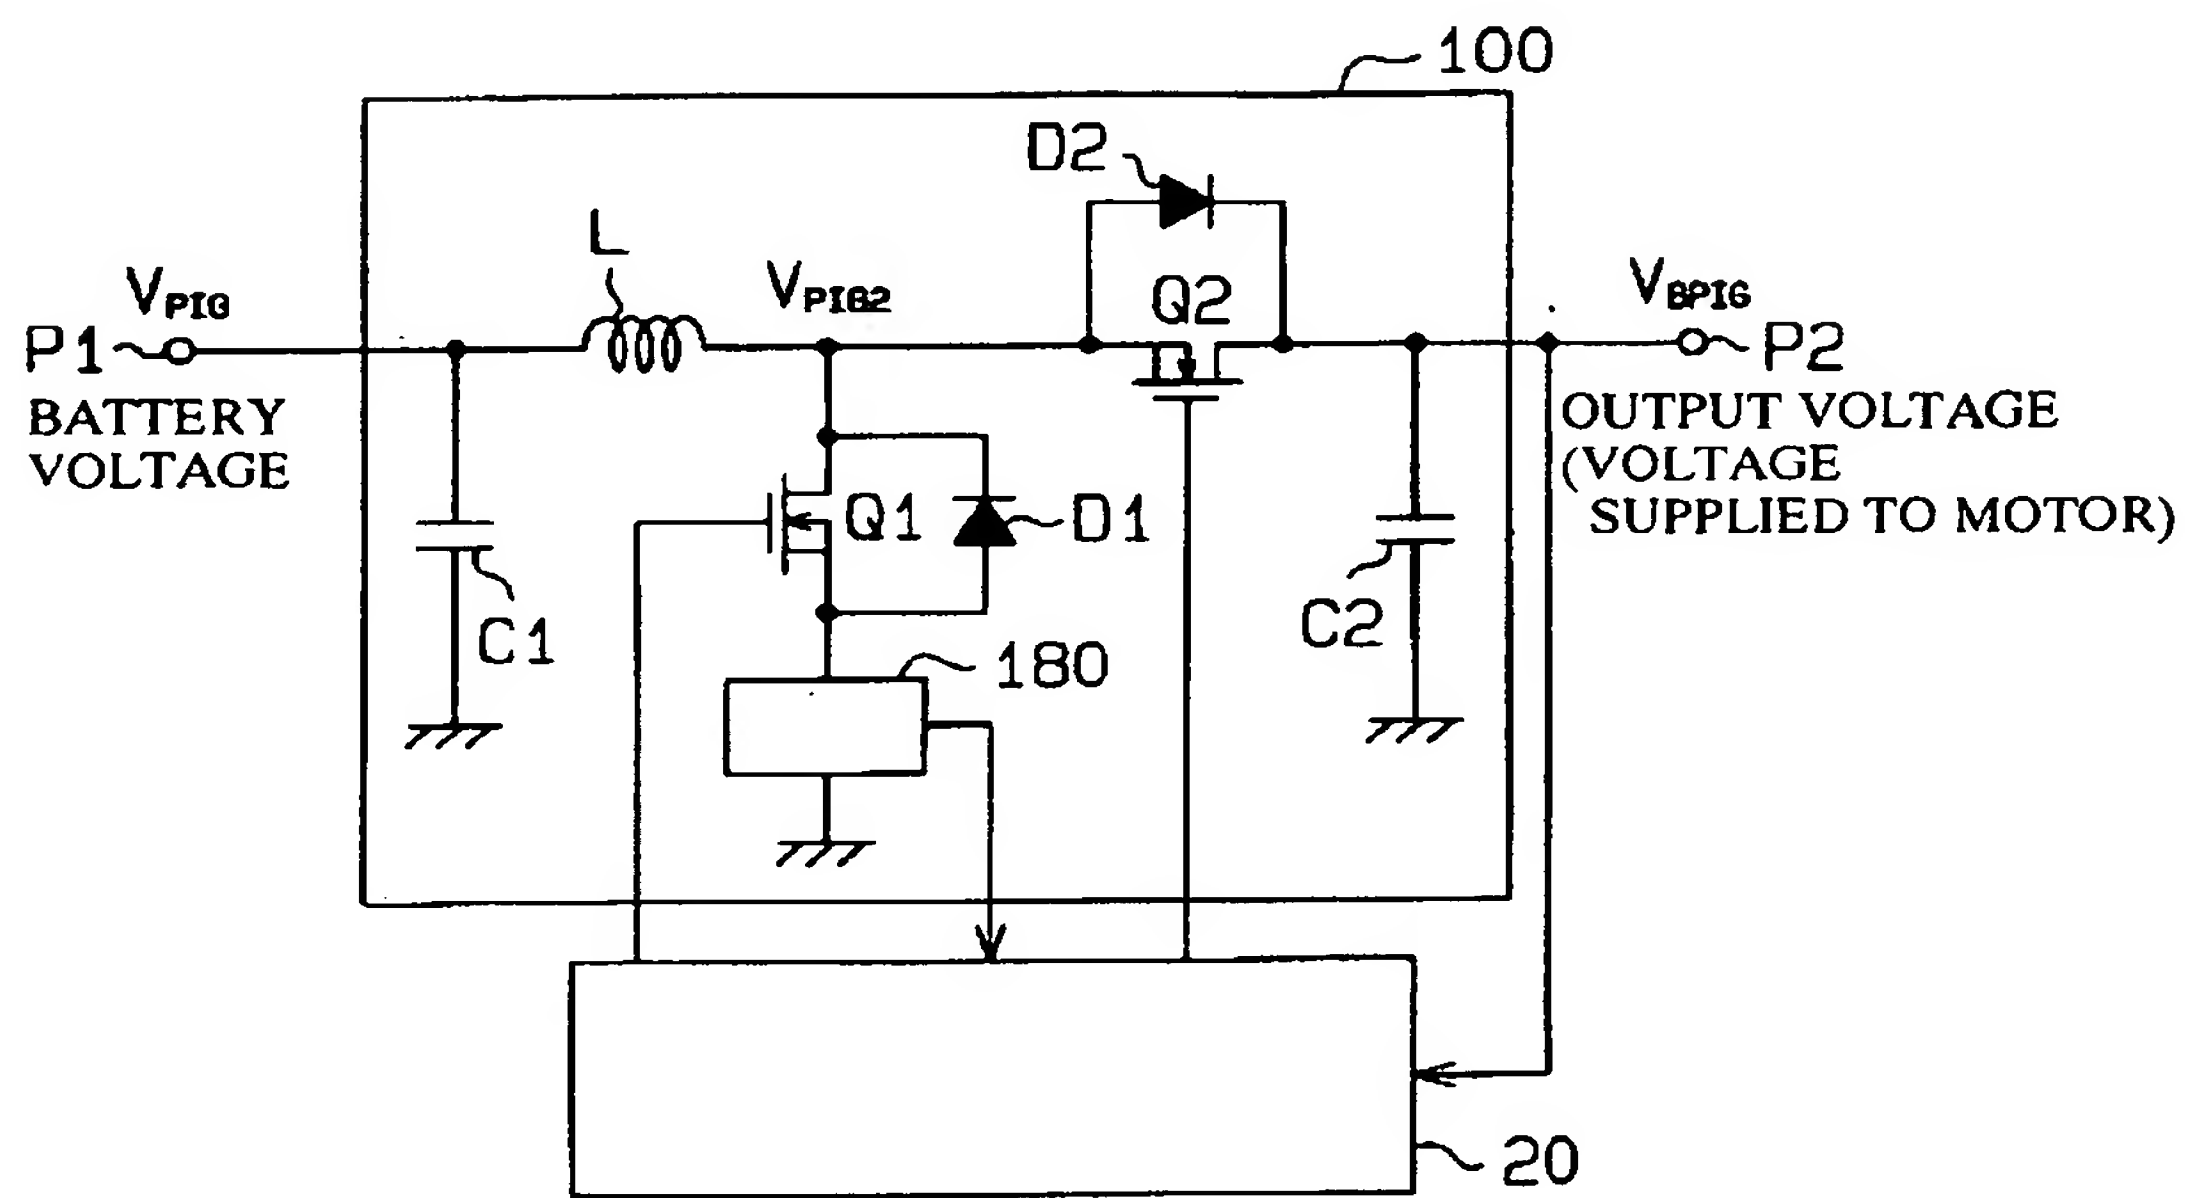 100
D2
L
VPIG
VPIG2
Q2
VBPIG
P1
P2
BATTERY
VOLTAGE
OUTPUT VOLTAGE
(VOLTAGE
SUPPLIED TO MOTOR)
Q1
D1
C1
C2
180
20